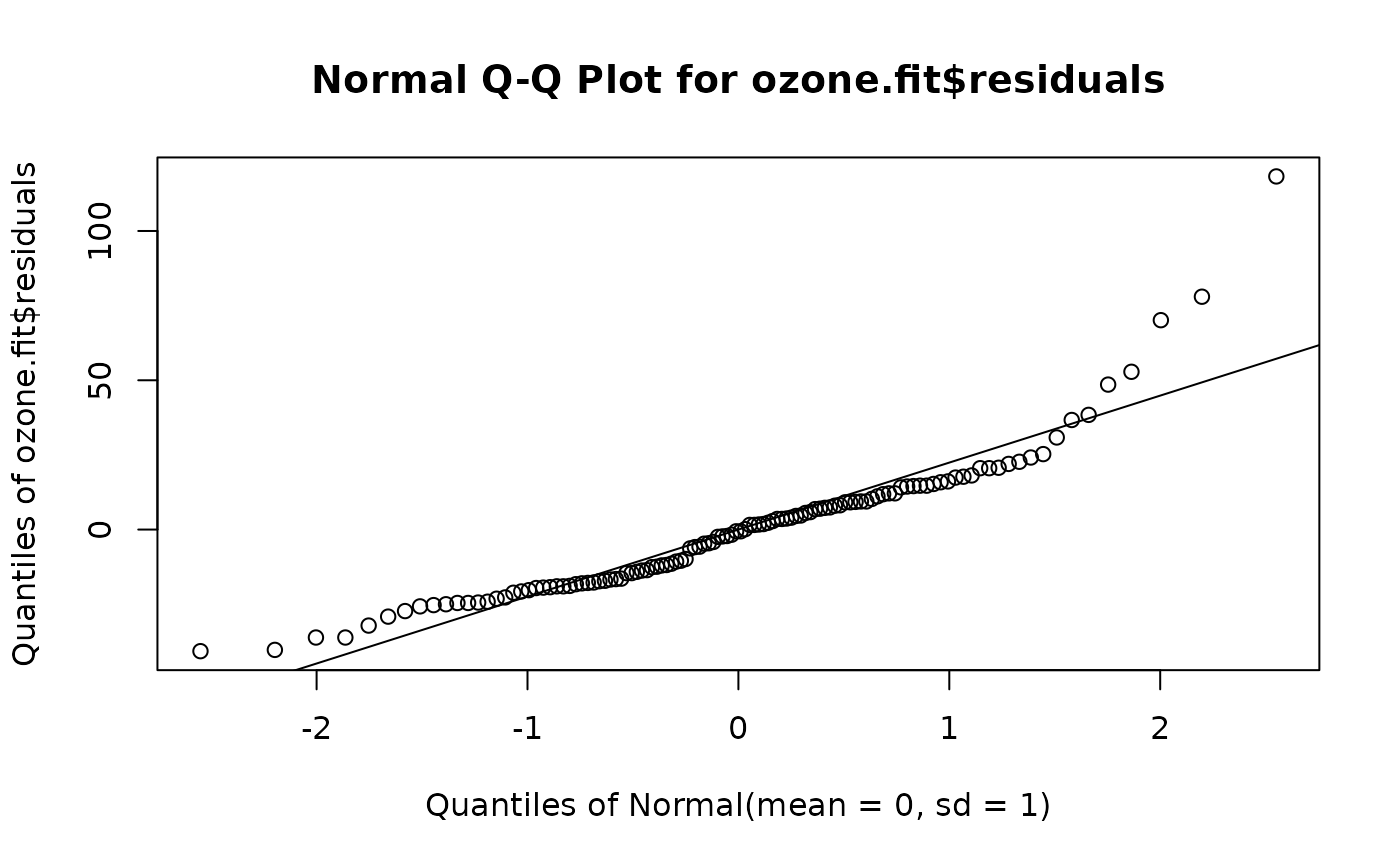 Normal Q-Q Plot for ozone.fit$residuals
Quantiles of ozone.fit$residuals
100
50
0
-2
-1
0
1
2
Quantiles of Normal(mean = 0, sd = 1)